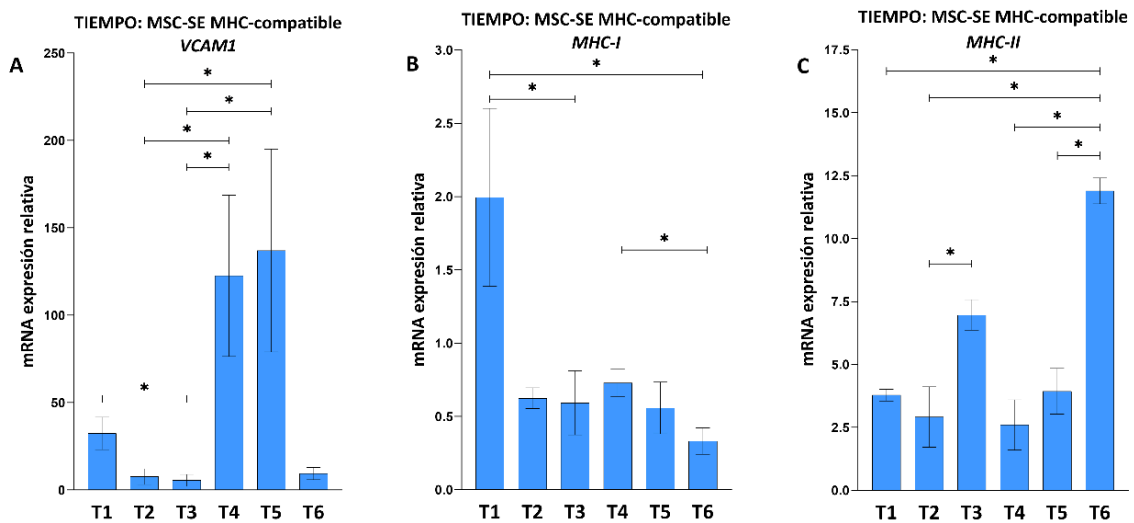 TIEMPO: MSC-SE MHC-compatible
VCAM1
A
mRNA expresión relativa
250
200
150
100
50
0
*
*
*
*
*
T1 T2 T3 T4 T5 T6
TIEMPO: MSC-SE MHC-compatible
MHC-I
B
mRNA expresión relativa
3.0
2.5
2.0
1.5
1.0
0.5
0.0
*
*
*
T1 T2 T3 T4 T5 T6
TIEMPO: MSC-SE MHC-compatible
MHC-II
C
mRNA expresión relativa
17.5
15.0
12.5
10.0
7.5
5.0
2.5
0.0
*
*
*
*
*
T1 T2 T3 T4 T5 T6